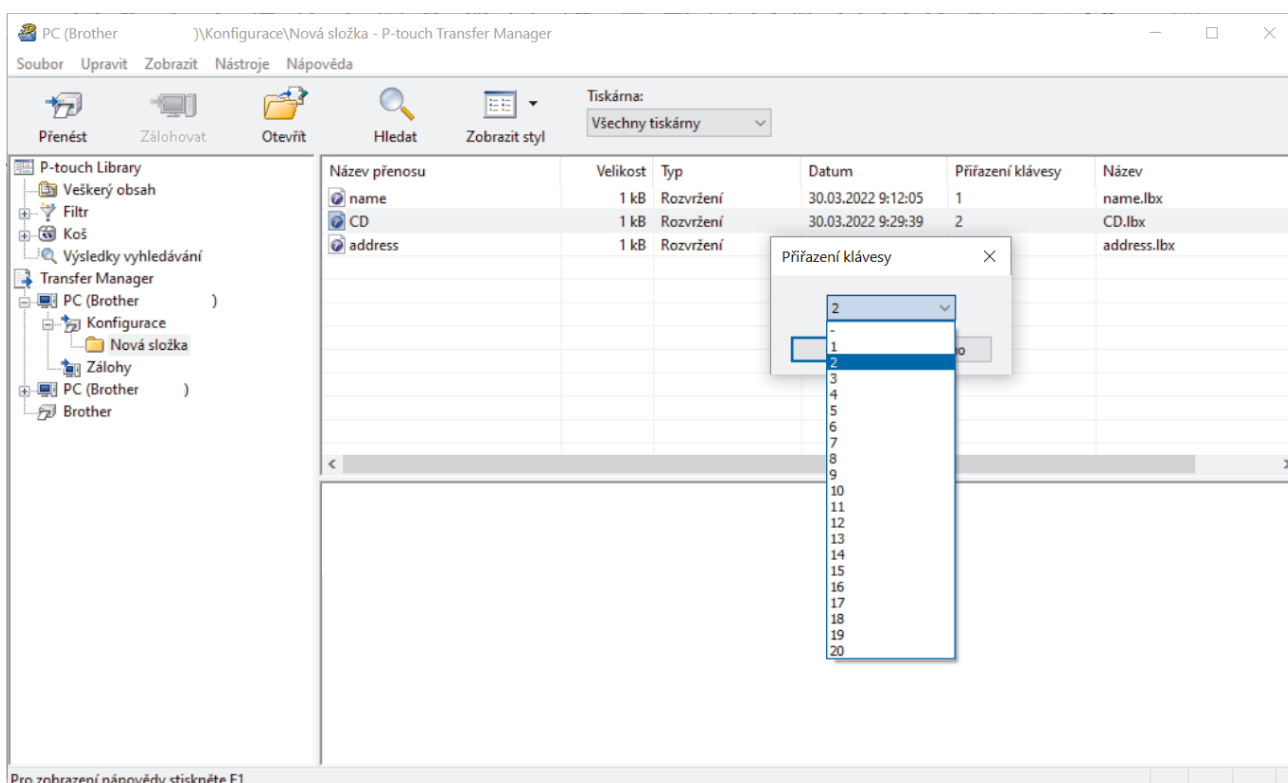 PC (Brother )\Konfigurace\Nová složka - P-touch Transfer Manager
Soubor Upravit Zobrazit Nástroje Nápověda
Přenést Zálohovat Otevřít Hledat Zobrazit styl
Tiskárna:
Všechny tiskárny
P-touch Library
Veškerý obsah
Filtr
Koš
Výsledky vyhledávání
Transfer Manager
PC (Brother )
Konfigurace
Nová složka
Zálohy
PC (Brother )
Brother
Název přenosu Velikost Typ Datum Přiřazení klávesy Název
name 1 kB Rozvržení 30.03.2022 9:12:05 1 name.lbx
CD 1 kB Rozvržení 30.03.2022 9:29:39 2 CD.lbx
address 1 kB Rozvržení address.lbx
Přiřazení klávesy
2
-
1
2
3
4
5
6
7
8
9
10
11
12
13
14
15
16
17
18
19
20
Pro zobrazení nápovědy stiskněte F1